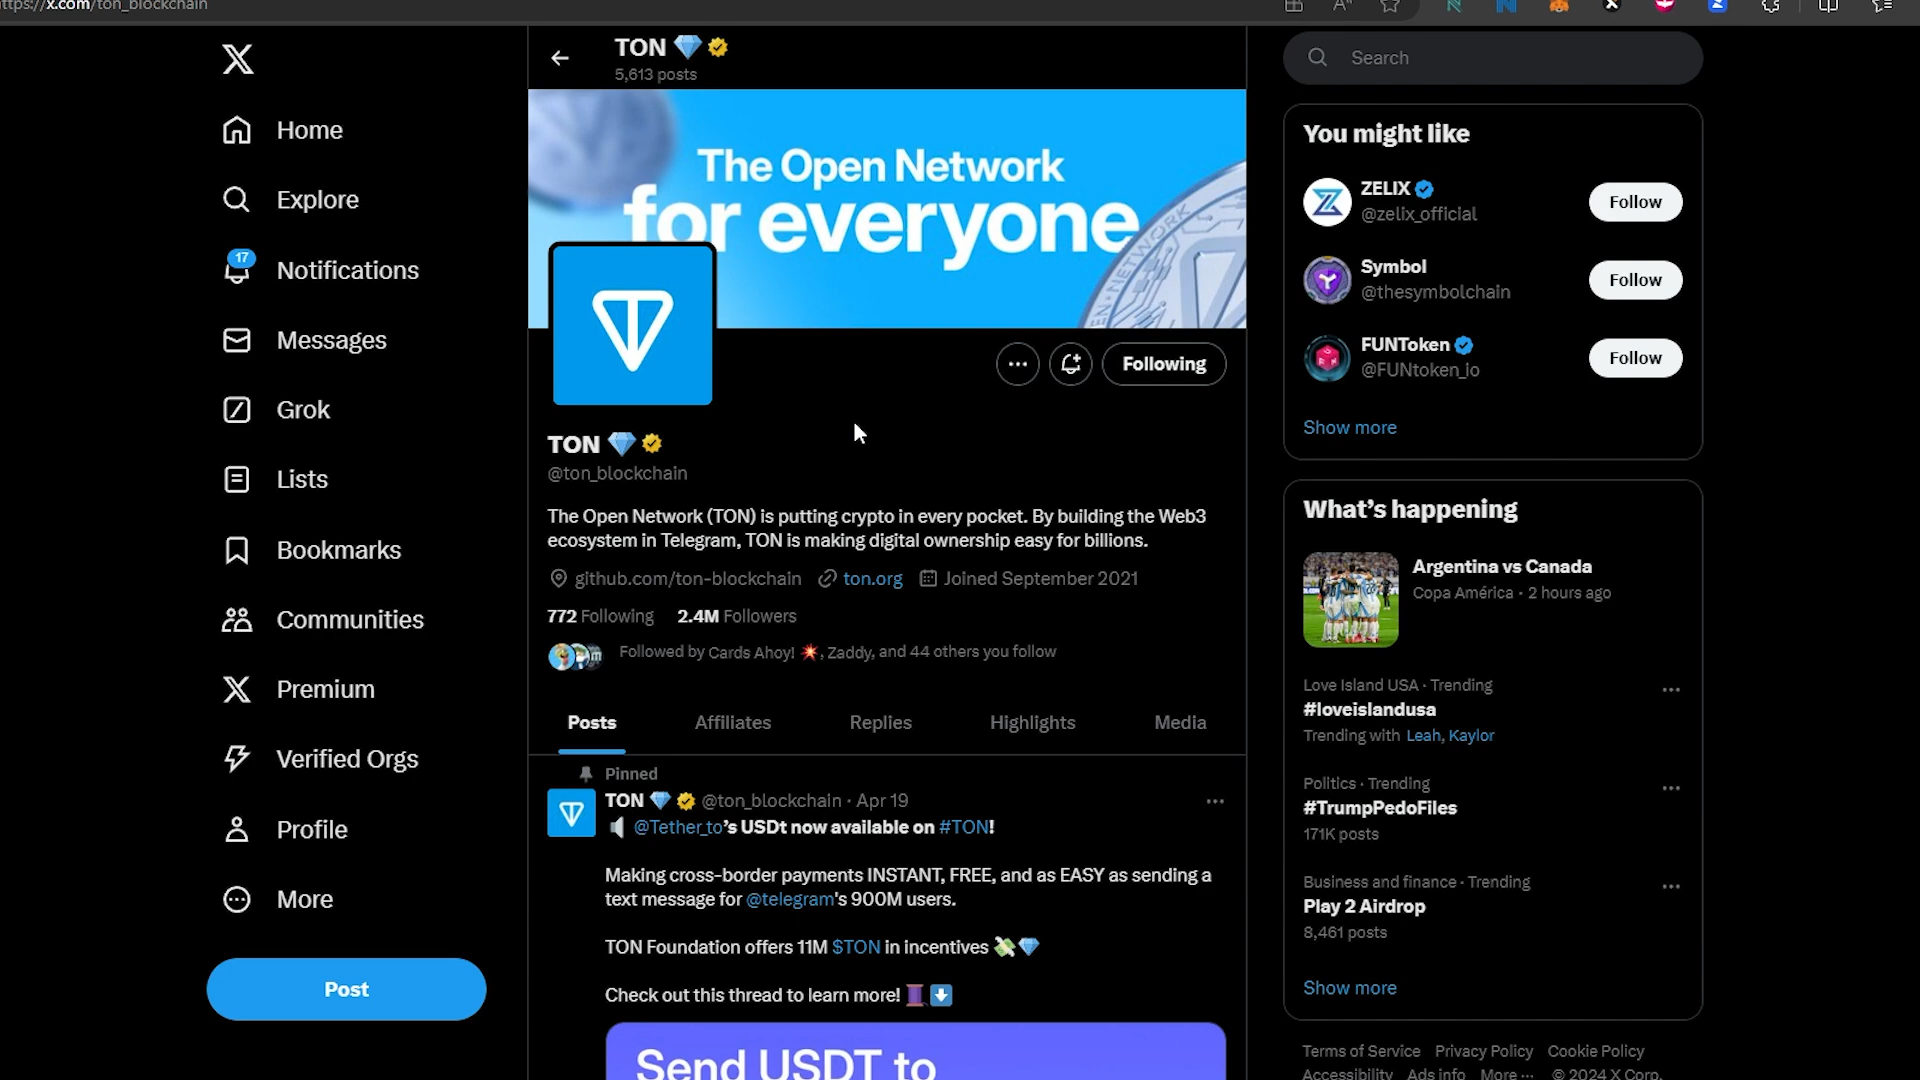 ttps://x.com/ton_blockchain
Home
Explore
17
Notifications
Messages
Grok
Lists
Bookmarks
Communities
Premium
Verified Orgs
Profile
More
Post
TON
5,613 posts
The Open Network
for everyone
Following
TON
@ton_blockchain
The Open Network (TON) is putting crypto in every pocket. By building the Web3
ecosystem in Telegram, TON is making digital ownership easy for billions.
github.com/ton-blockchain ton.org Joined September 2021
772 Following 2.4M Followers
Followed by Cards Ahoy! 💥, Zaddy, and 44 others you follow
Posts Affiliates Replies Highlights Media
Pinned
TON 💎 @ton_blockchain · Apr 19
@Tether_to's USDt now available on #TON!
Making cross-border payments INSTANT, FREE, and as EASY as sending a
text message for @telegram's 900M users.
TON Foundation offers 11M $TON in incentives 💸💎
Check out this thread to learn more! 🧵⬇️
Send USDT to
Search
You might like
ZELIX
@zelix_official
Follow
Symbol
@thesymbolchain
Follow
FUNToken
@FUNtoken_io
Follow
Show more
What's happening
Argentina vs Canada
Copa América · 2 hours ago
Love Island USA · Trending
#loveislandusa
Trending with Leah, Kaylor
Politics · Trending
#TrumpPedoFiles
171K posts
Business and finance · Trending
Play 2 Airdrop
8,461 posts
Show more
Terms of Service Privacy Policy Cookie Policy
Accessibility Ads info More ... © 2024 X Corp.